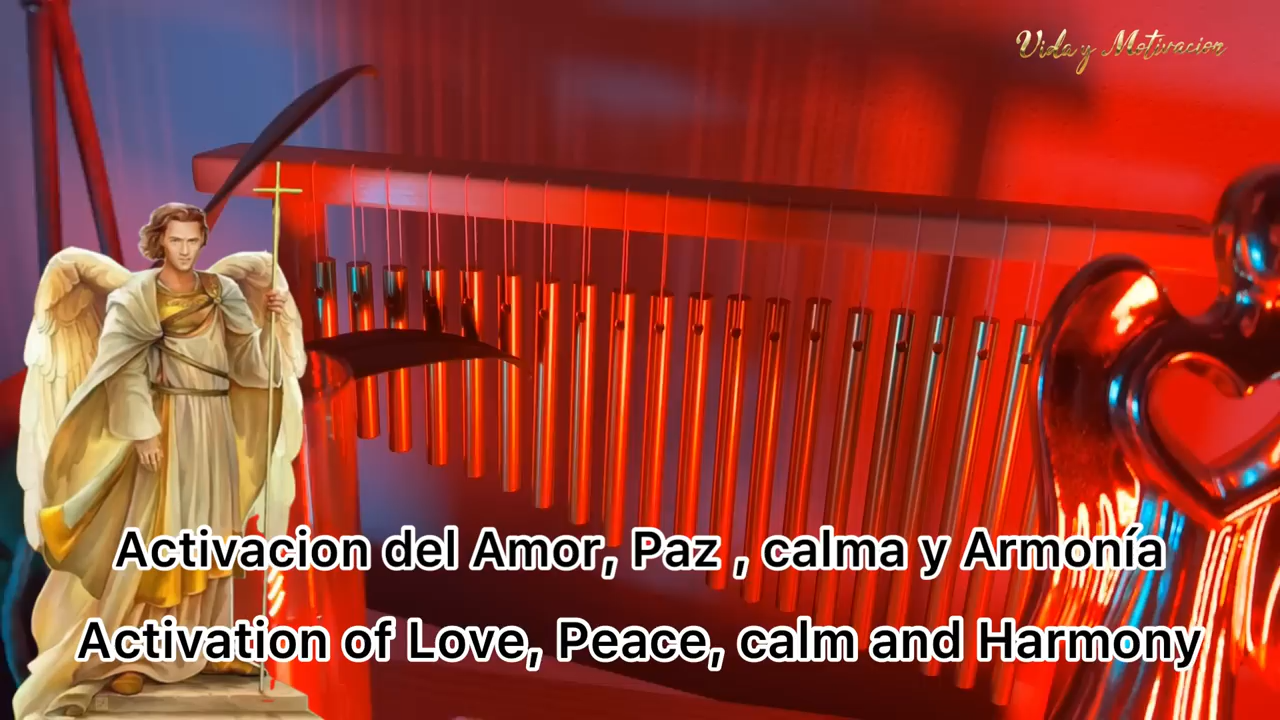 Vida y Motivacion
Activacion del Amor, Paz , calma y Armonía
Activation of Love, Peace, calm and Harmony